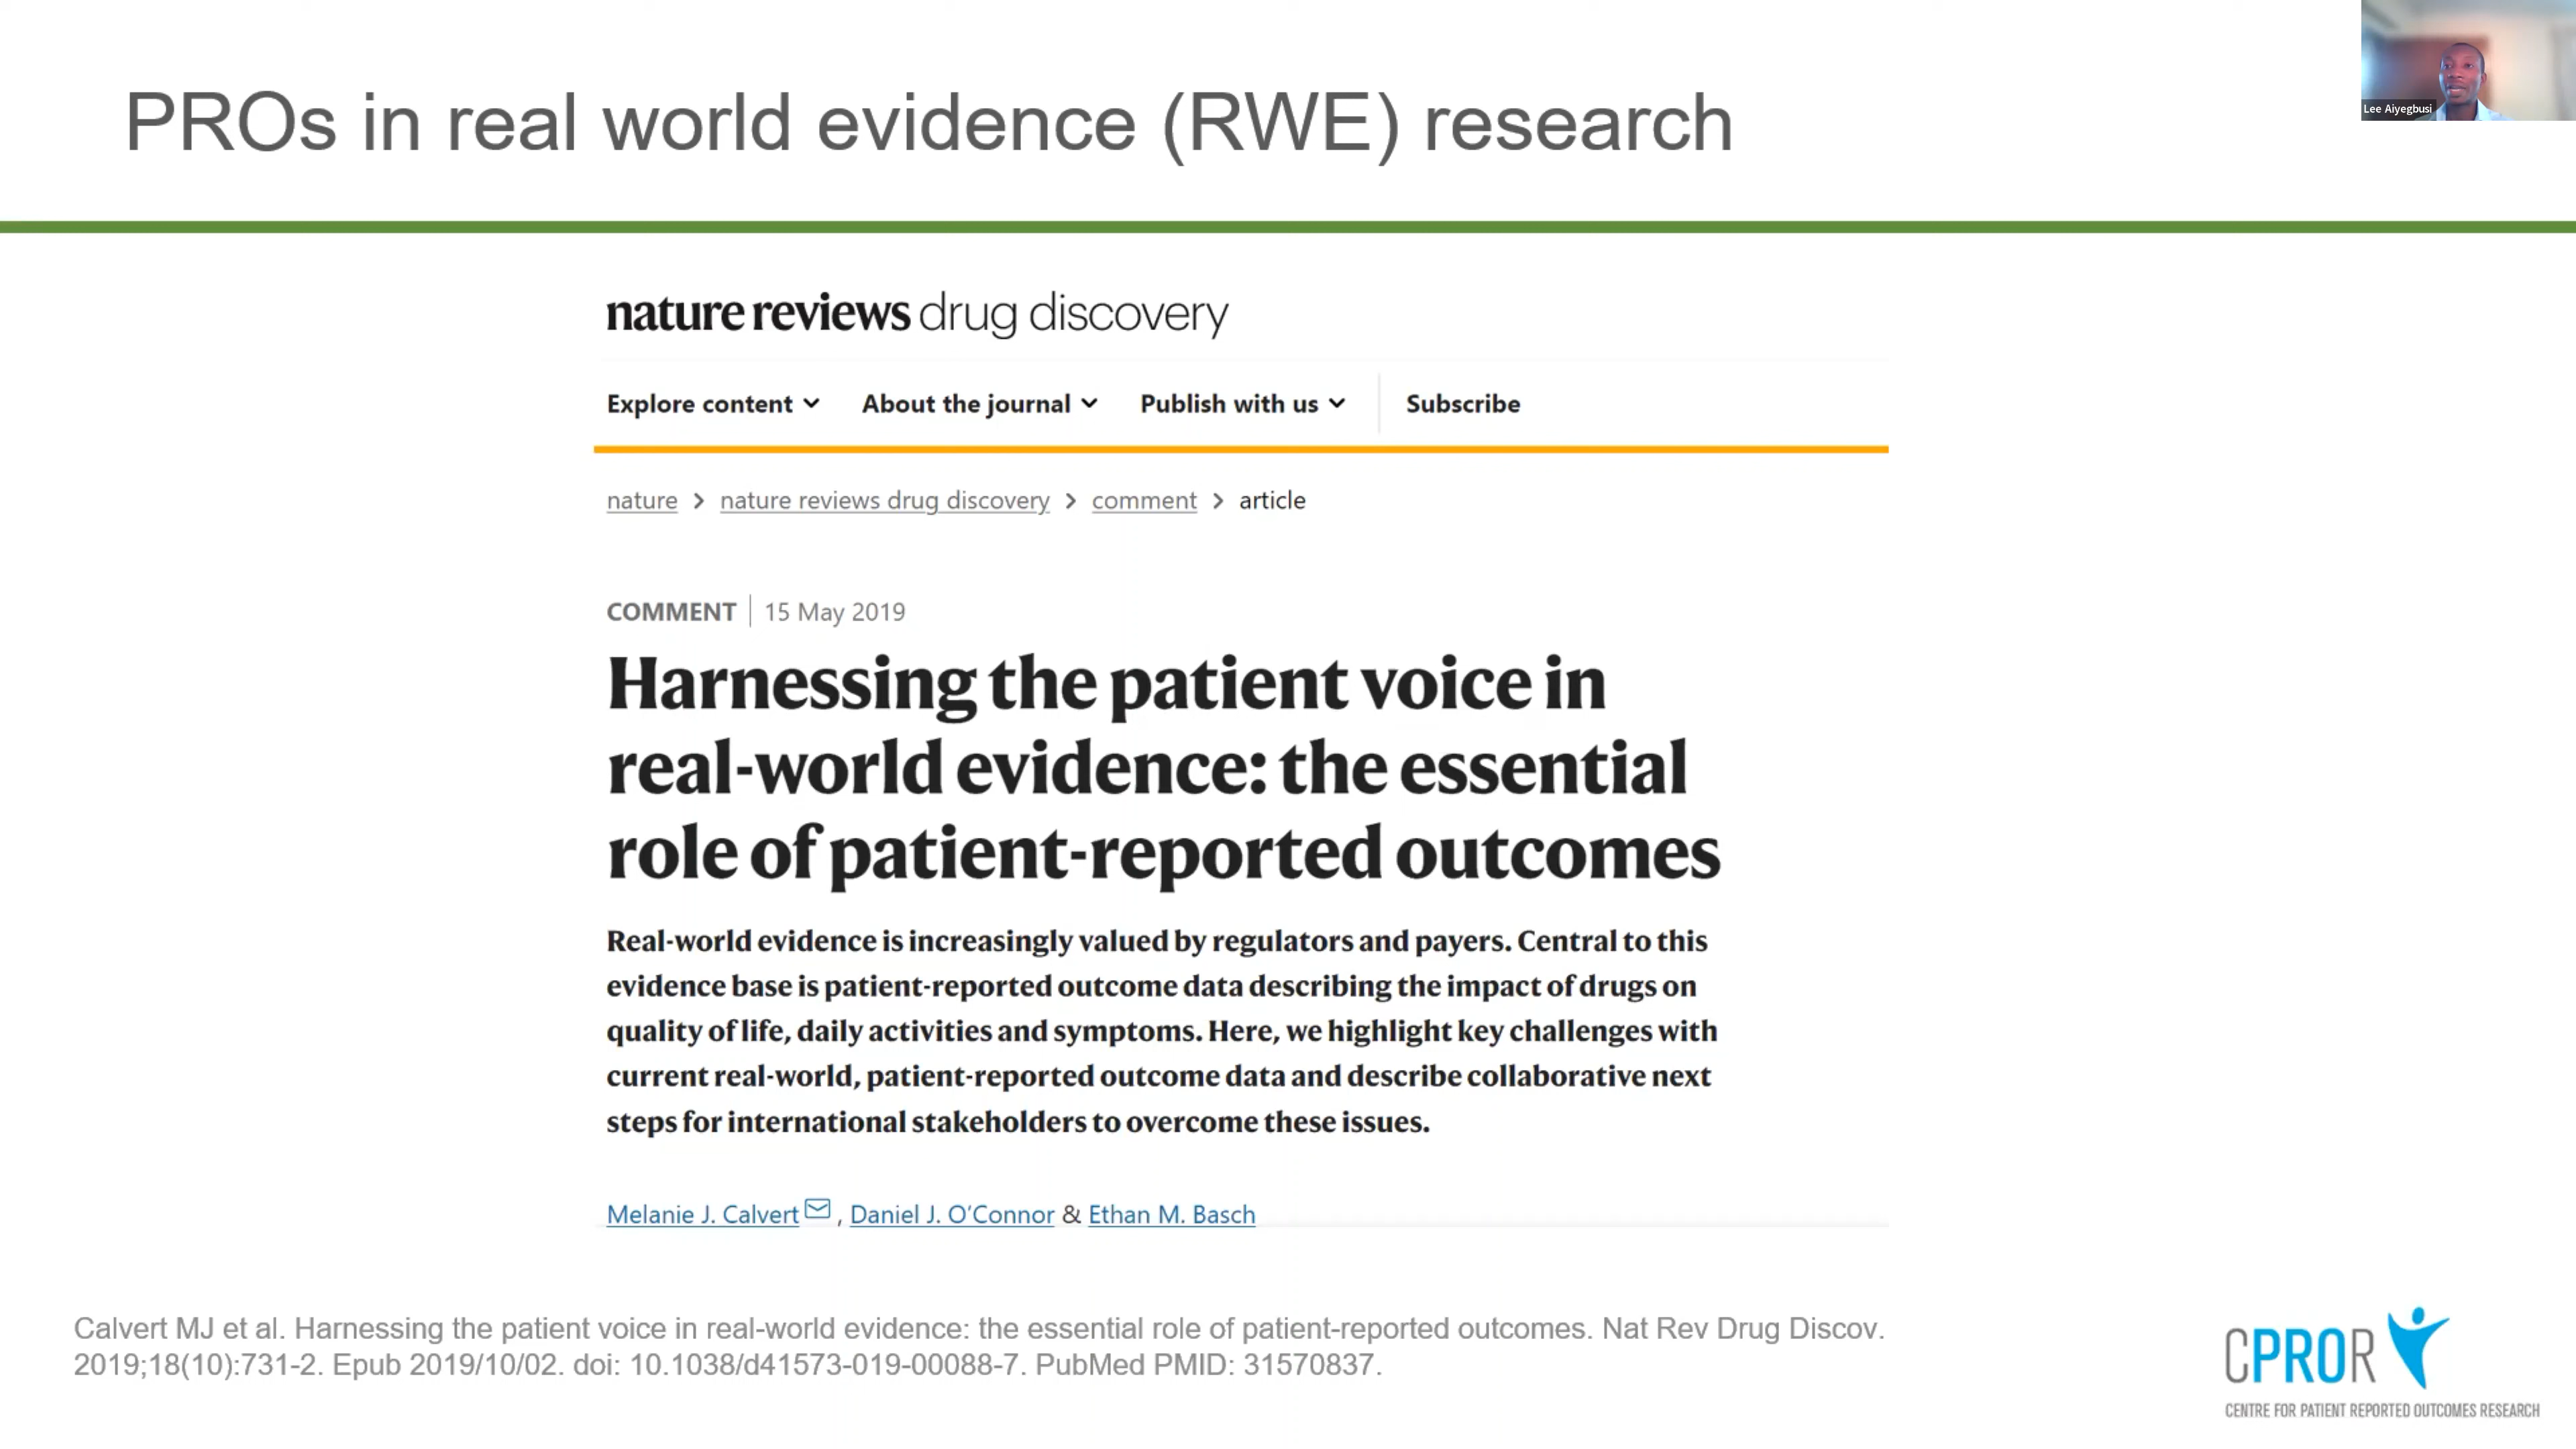 PROs in real world evidence (RWE) research
Lee Aiyegbusi
nature reviews drug discovery
Explore content About the journal Publish with us Subscribe
nature > nature reviews drug discovery > comment > article
COMMENT | 15 May 2019
Harnessing the patient voice in
real-world evidence: the essential
role of patient-reported outcomes
Real-world evidence is increasingly valued by regulators and payers. Central to this
evidence base is patient-reported outcome data describing the impact of drugs on
quality of life, daily activities and symptoms. Here, we highlight key challenges with
current real-world, patient-reported outcome data and describe collaborative next
steps for international stakeholders to overcome these issues.
Melanie J. Calvert, Daniel J. O'Connor & Ethan M. Basch
Calvert MJ et al. Harnessing the patient voice in real-world evidence: the essential role of patient-reported outcomes. Nat Rev Drug Discov.
2019;18(10):731-2. Epub 2019/10/02. doi: 10.1038/d41573-019-00088-7. PubMed PMID: 31570837.
CPROR
CENTRE FOR PATIENT REPORTED OUTCOMES RESEARCH